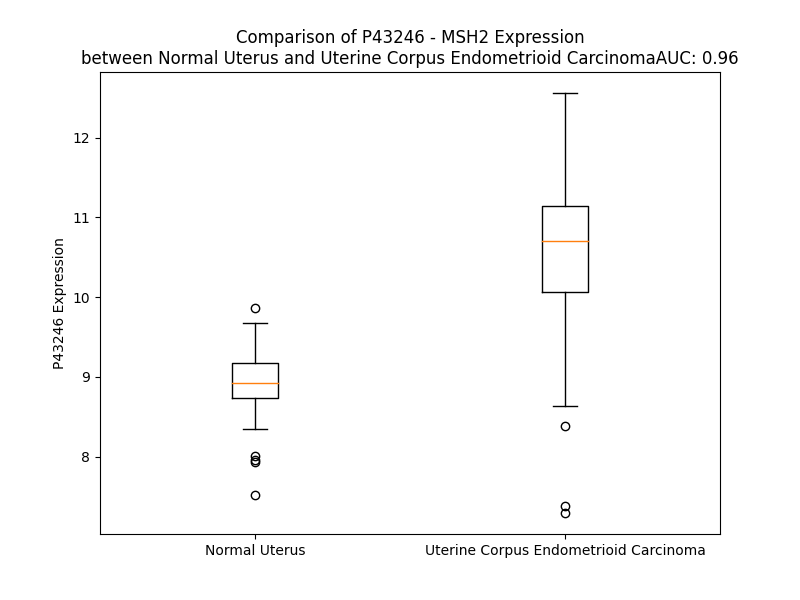 Comparison of P43246 - MSH2 Expression
between Normal Uterus and Uterine Corpus Endometrioid CarcinomaAUC: 0.96
P43246 Expression
12
11
10
9
8
Normal Uterus
Uterine Corpus Endometrioid Carcinoma